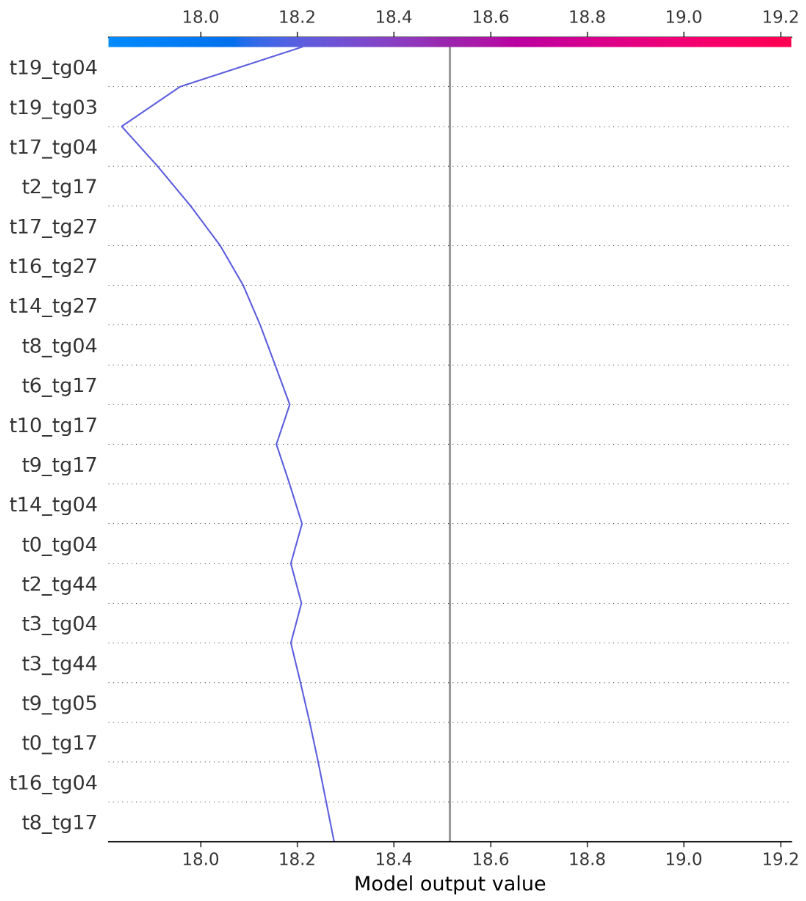 18.0 18.2 18.4 18.6 18.8 19.0 19.2
t19_tg04
t19_tg03
t17_tg04
t2_tg17
t17_tg27
t16_tg27
t14_tg27
t8_tg04
t6_tg17
t10_tg17
t9_tg17
t14_tg04
t0_tg04
t2_tg44
t3_tg04
t3_tg44
t9_tg05
t0_tg17
t16_tg04
t8_tg17
18.0 18.2 18.4 18.6 18.8 19.0 19.2
Model output value